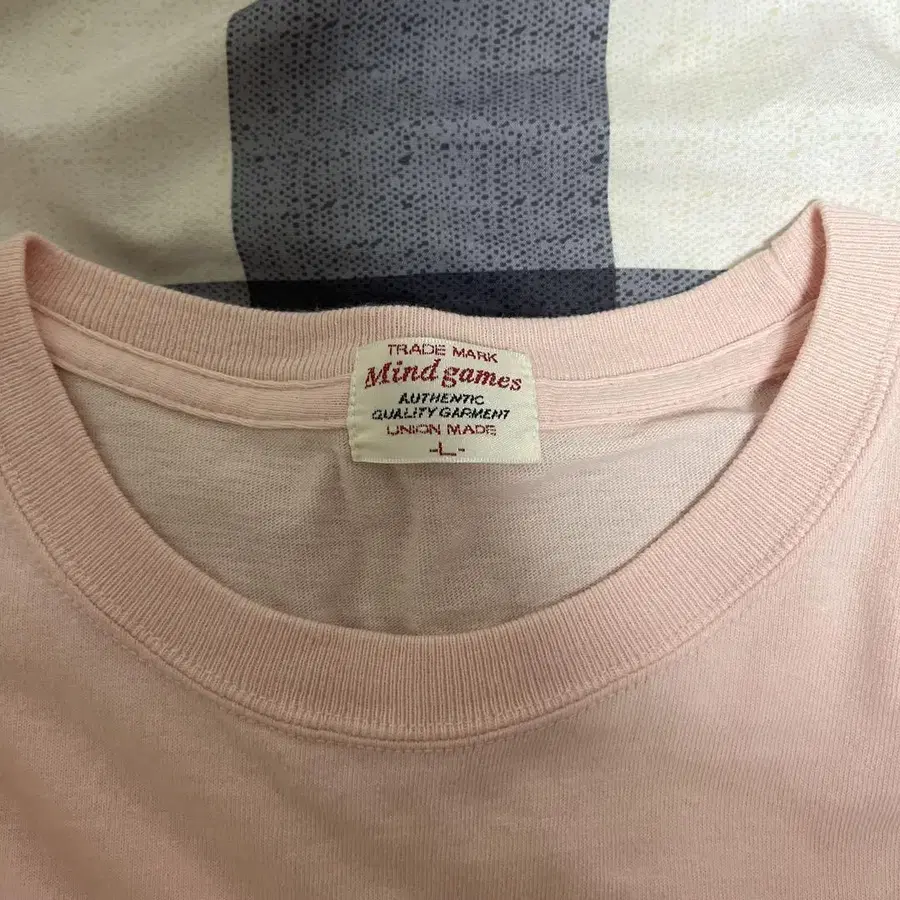 TRADE MARK
Mind games
AUTHENTIC
QUALITY GARMENT
UNION MADE
-L-